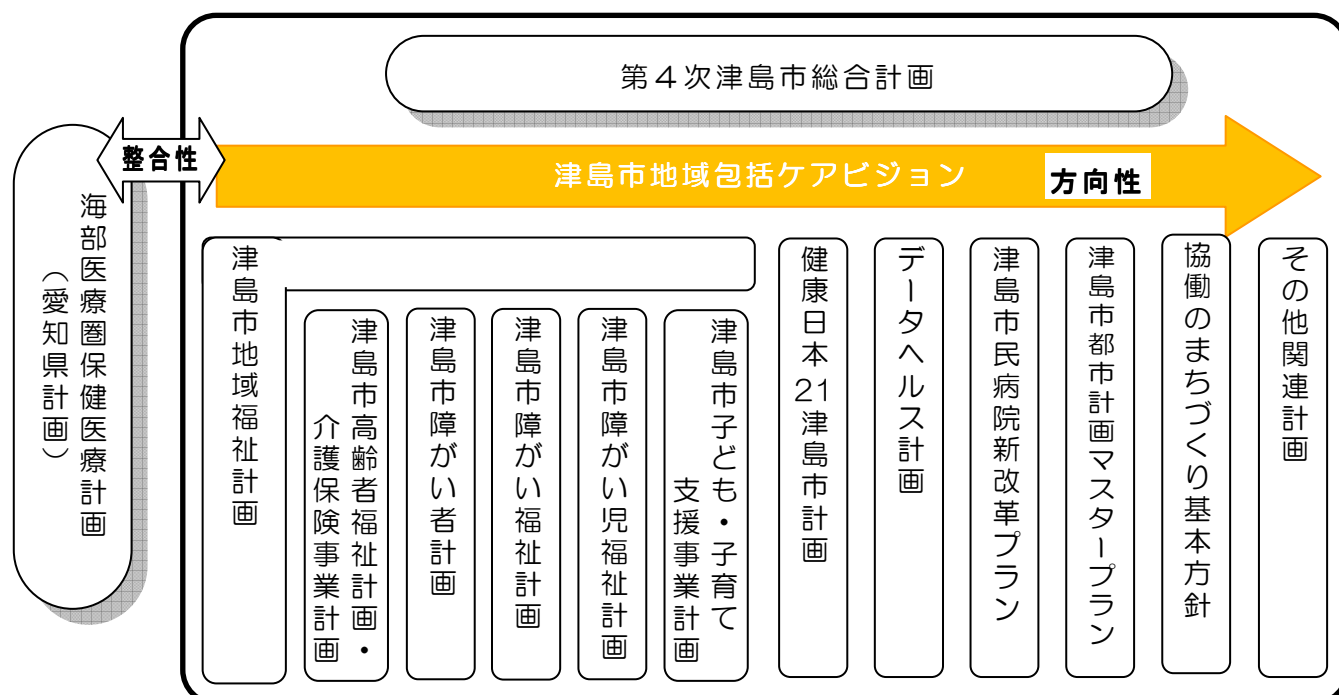 第４次津島市総合計画
整合性
津島市地域包括ケアビジョン
方向性
海部医療圏保健医療計画
（愛知県計画）
津島市地域福祉計画
津島市高齢者福祉計画・
介護保険事業計画
津島市障がい者計画
津島市障がい福祉計画
津島市障がい児福祉計画
津島市子ども・子育て
支援事業計画
健康日本21津島市計画
データヘルス計画
津島市民病院新改革プラン
津島市都市計画マスタープラン
協働のまちづくり基本方針
その他関連計画